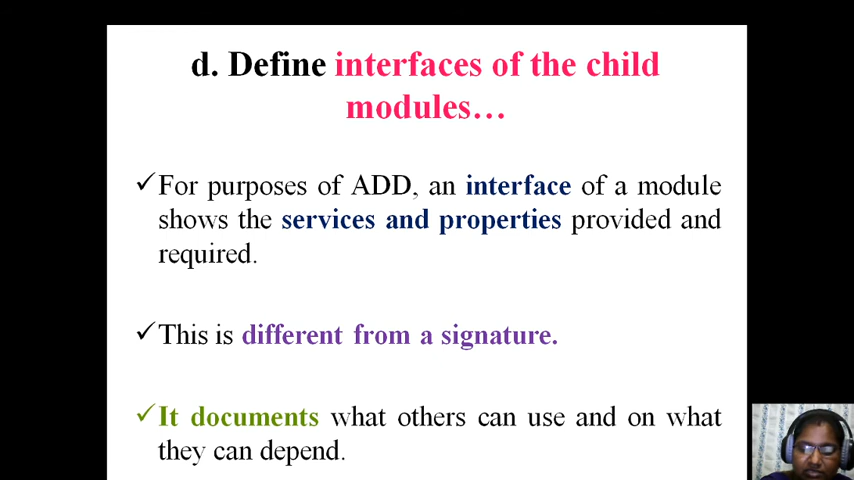 d. Define interfaces of the child
modules…
✓For purposes of ADD, an interface of a module
shows the services and properties provided and
required.
✓This is different from a signature.
✓It documents what others can use and on what
they can depend.